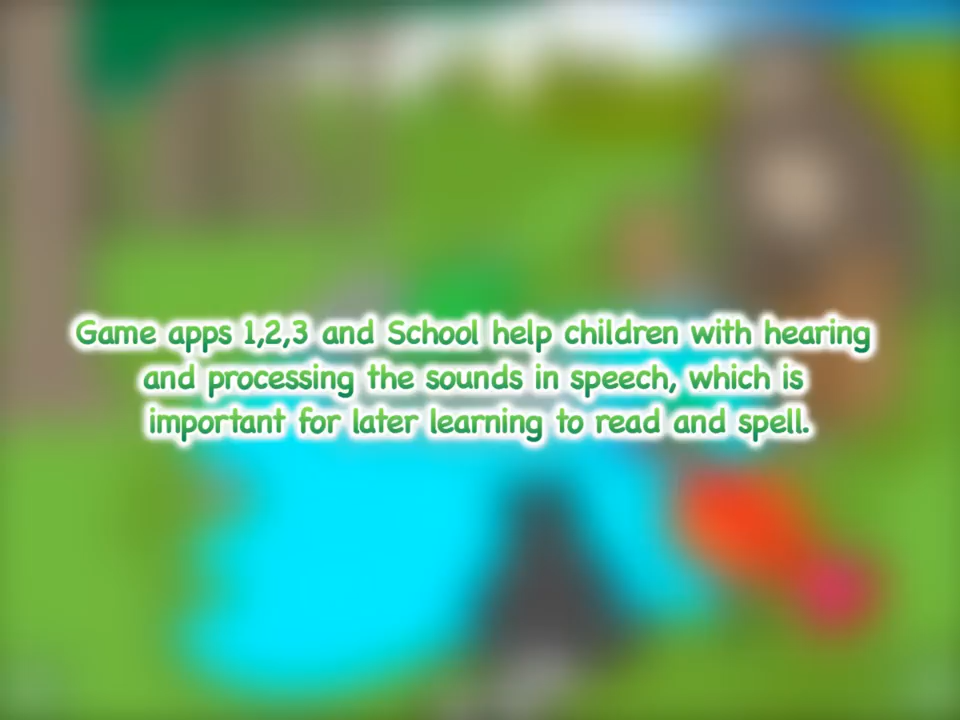 Game apps 1,2,3 and School help children with hearing
and processing the sounds in speech, which is
important for later learning to read and spell.